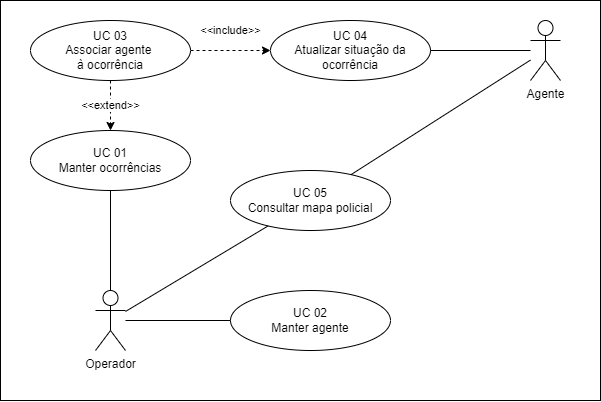 UC 03
Associar agente
à ocorrência
<<include>>
UC 04
Atualizar situação da
ocorrência
Agente
<<extend>>
UC 01
Manter ocorrências
UC 05
Consultar mapa policial
UC 02
Manter agente
Operador